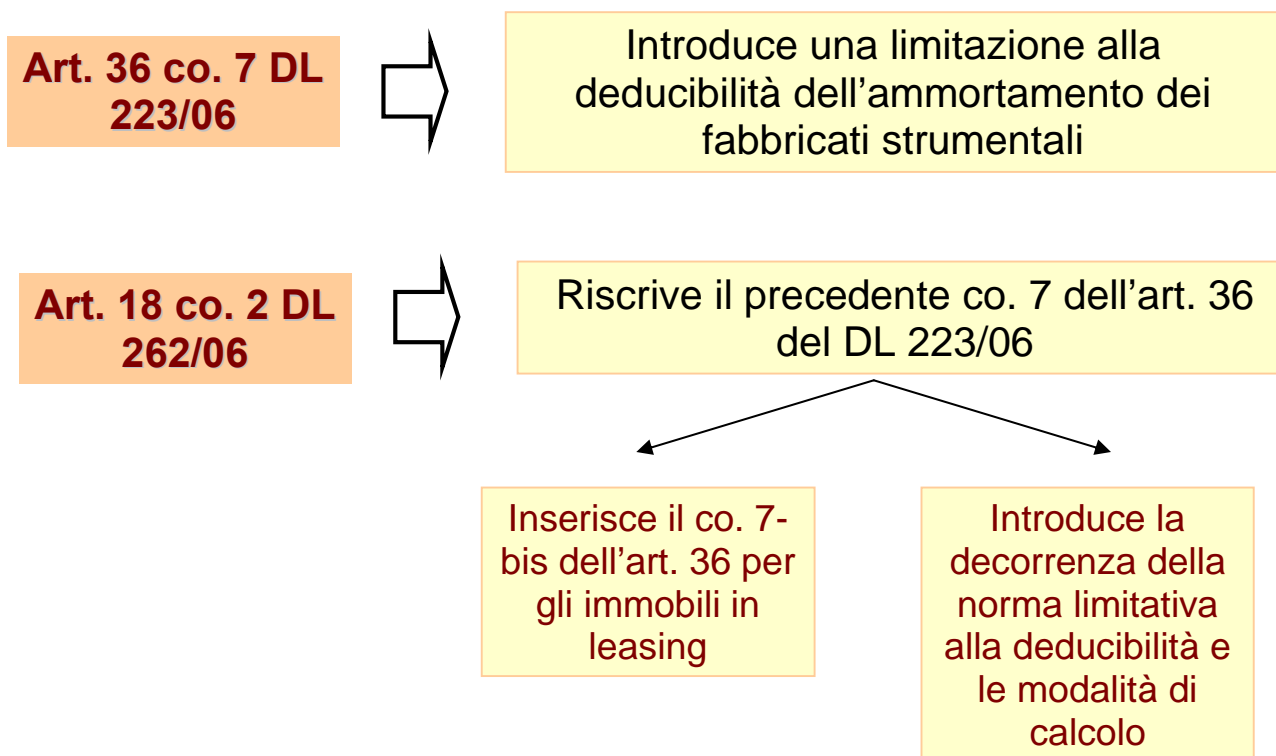 Art. 36 co. 7 DL
223/06
Introduce una limitazione alla
deducibilità dell’ammortamento dei
fabbricati strumentali
Art. 18 co. 2 DL
262/06
Riscrive il precedente co. 7 dell’art. 36
del DL 223/06
Inserisce il co. 7-
bis dell’art. 36 per
gli immobili in
leasing
Introduce la
decorrenza della
norma limitativa
alla deducibilità e
le modalità di
calcolo